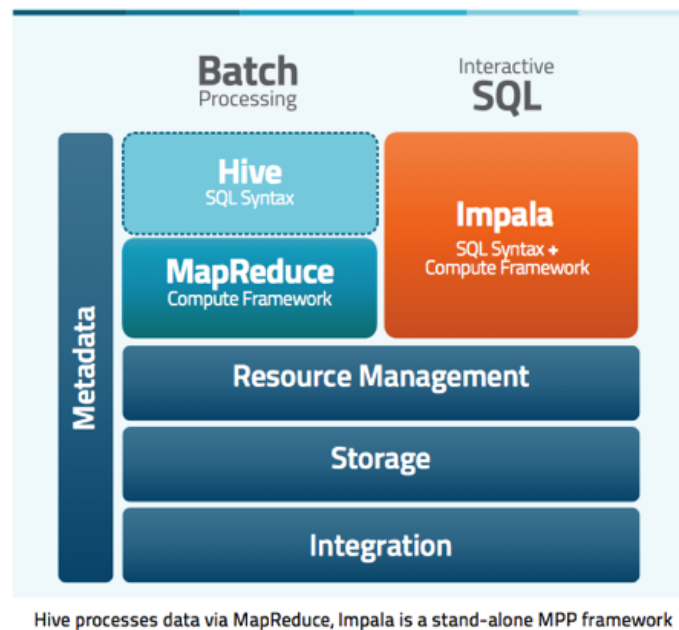 Batch
Processing
Interactive
SQL
Hive
SQL Syntax
MapReduce
Compute Framework
Impala
SQL Syntax +
Compute Framework
Metadata
Resource Management
Storage
Integration
Hive processes data via MapReduce, Impala is a stand-alone MPP framework